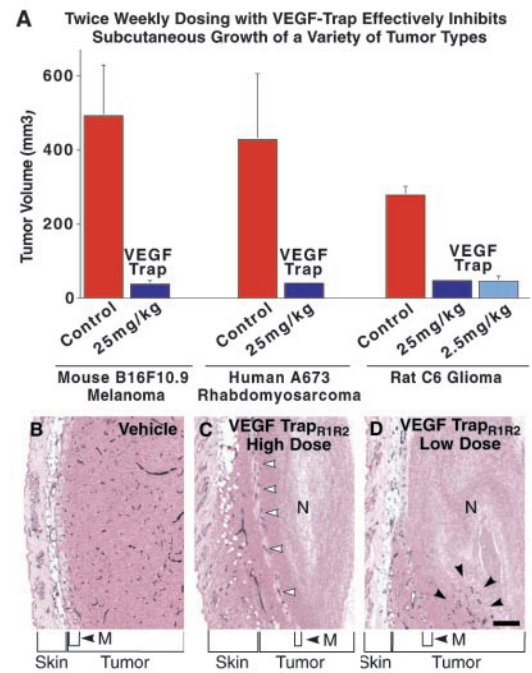 A Twice Weekly Dosing with VEGF-Trap Effectively Inhibits
Subcutaneous Growth of a Variety of Tumor Types
Tumor Volume (mm3)
600
400
200
0
VEGF
Trap
VEGF
Trap
VEGF
Trap
Control
25mg/kg
Control
25mg/kg
Control
25mg/kg
2.5mg/kg
Mouse B16F10.9
Melanoma
Human A673
Rhabdomyosarcoma
Rat C6 Glioma
B Vehicle
C VEGF TrapR1R2
High Dose
N
D VEGF TrapR1R2
Low Dose
N
M
Skin Tumor
M
Skin Tumor
M
Skin Tumor